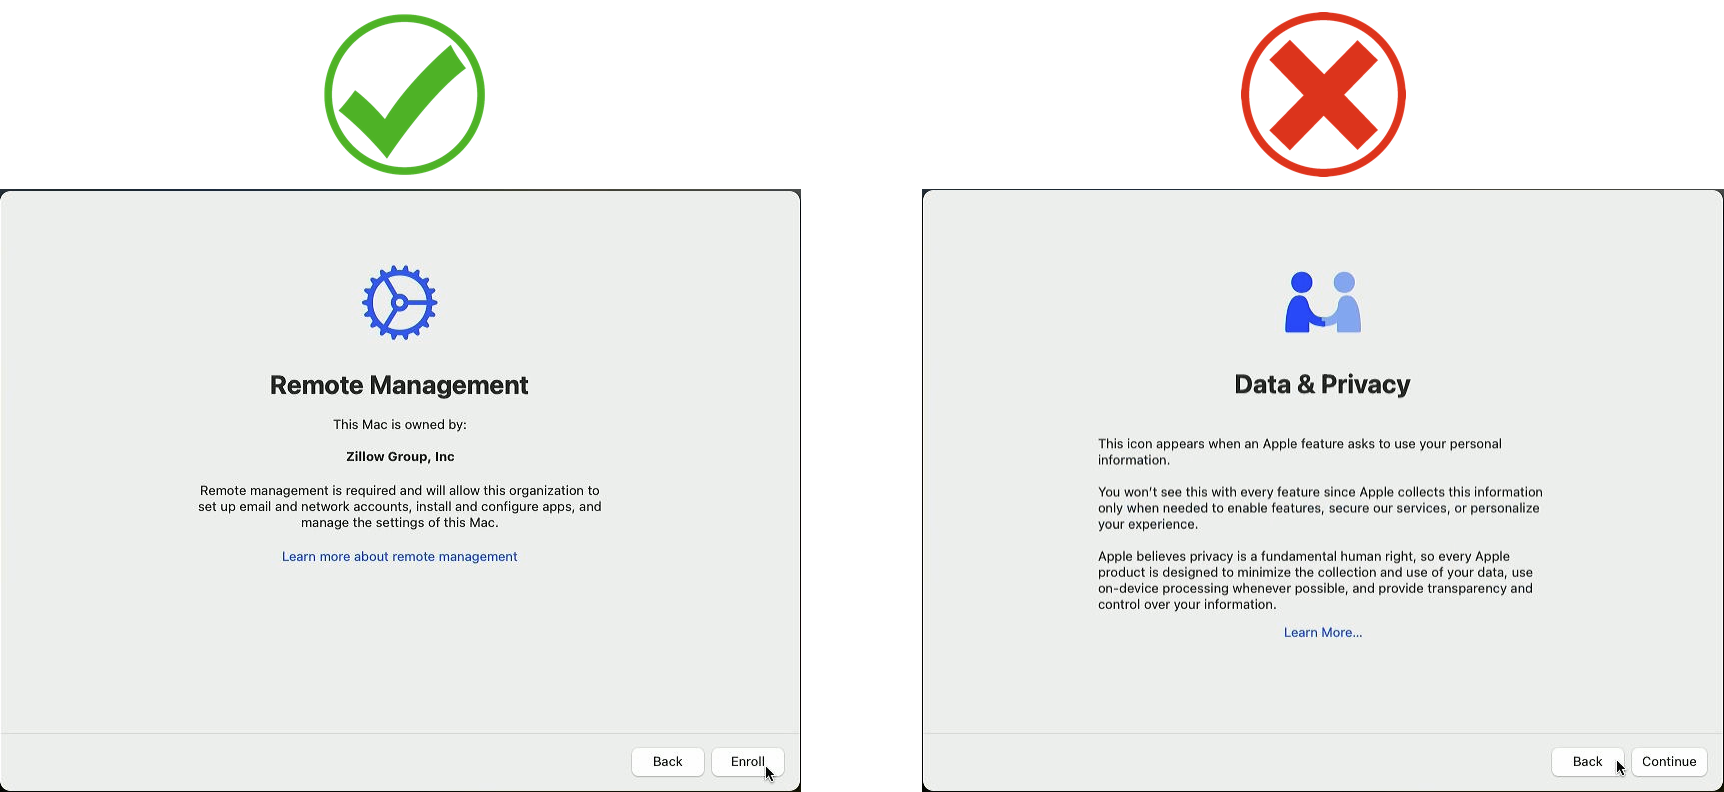 Remote Management
This Mac is owned by:
Zillow Group, Inc
Remote management is required and will allow this organization to
set up email and network accounts, install and configure apps, and
manage the settings of this Mac.
Learn more about remote management
Back
Enroll
Data & Privacy
This icon appears when an Apple feature asks to use your personal
information.
You won't see this with every feature since Apple collects this information
only when needed to enable features, secure our services, or personalize
your experience.
Apple believes privacy is a fundamental human right, so every Apple
product is designed to minimize the collection and use of your data, use
on-device processing whenever possible, and provide transparency and
control over your information.
Learn More...
Back
Continue